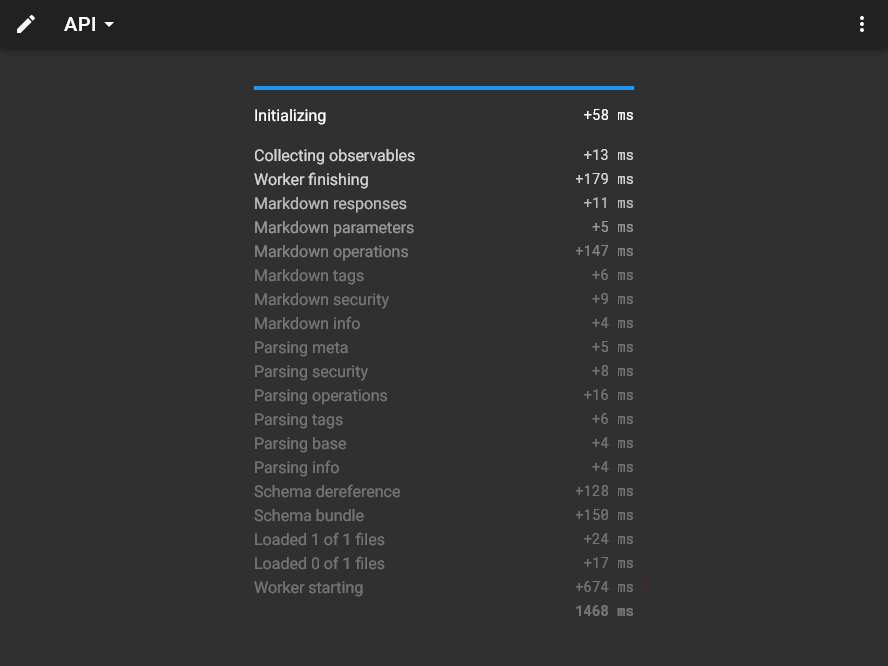 API
Initializing +58 ms
Collecting observables +13 ms
Worker finishing +179 ms
Markdown responses +11 ms
Markdown parameters +5 ms
Markdown operations +147 ms
Markdown tags +6 ms
Markdown security +9 ms
Markdown info +4 ms
Parsing meta +5 ms
Parsing security +8 ms
Parsing operations +16 ms
Parsing tags +6 ms
Parsing base +4 ms
Parsing info +4 ms
Schema dereference +128 ms
Schema bundle +150 ms
Loaded 1 of 1 files +24 ms
Loaded 0 of 1 files +17 ms
Worker starting +674 ms
1468 ms